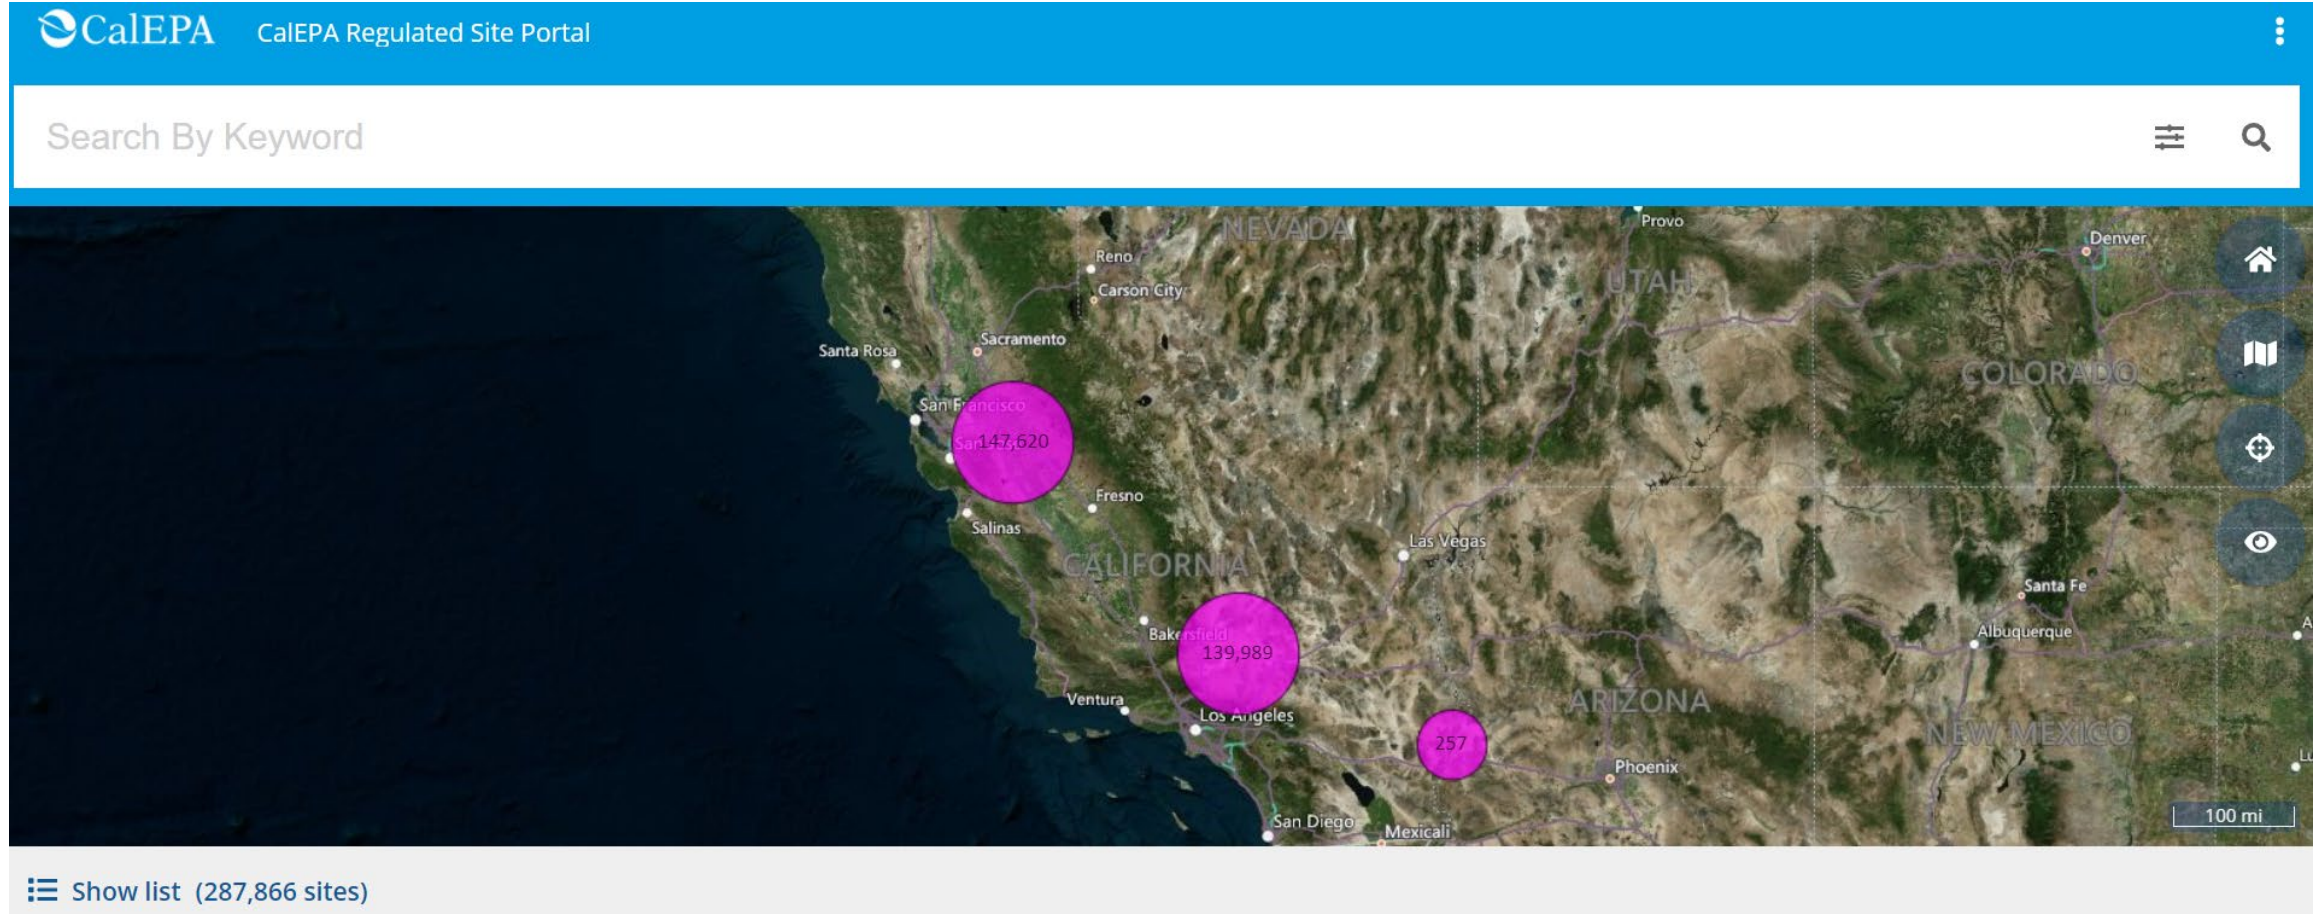 CalEPA CalEPA Regulated Site Portal
Search By Keyword
NEVADA
Provo
Denver
Reno
UTAH
Carson City
Sacramento
Santa Rosa
COLORADO
San Francisco
147,620
Fresno
Salinas
Las Vegas
CALIFORNIA
Santa Fe
Bakersfield
Albuquerque
139,989
Ventura
ARIZONA
Los Angeles
NEW MEXICO
257
Phoenix
100 mi
San Diego
Mexicali
Show list (287,866 sites)